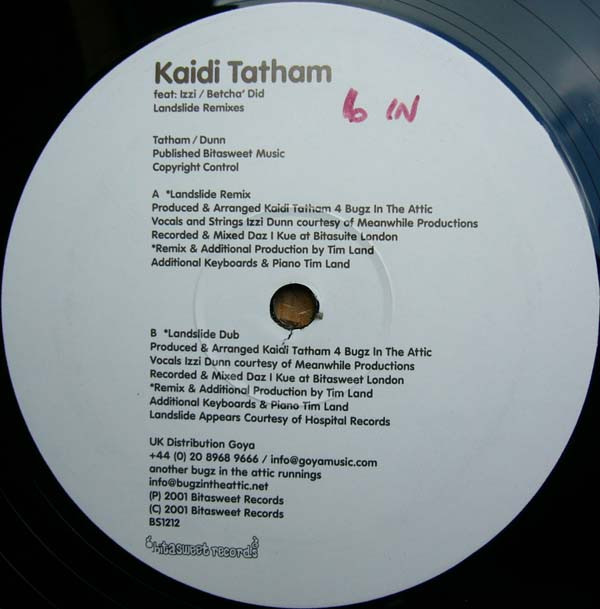 Kaidi Tatham
feat: Izzi / Betcha' Did
Landslide Remixes
6 IN
Tatham / Dunn
Published Bitasweet Music
Copyright Control
A *Landslide Remix
Produced & Arranged Kaidi Tatham 4 Bugz In The Attic
Vocals and Strings Izzi Dunn courtesy of Meanwhile Productions
Recorded & Mixed Daz I Kue at Bitasuite London
*Remix & Additional Production by Tim Land
Additional Keyboards & Piano Tim Land
B *Landslide Dub
Produced & Arranged Kaidi Tatham 4 Bugz In The Attic
Vocals Izzi Dunn courtesy of Meanwhile Productions
Recorded & Mixed Daz I Kue at Bitasweet London
*Remix & Additional Production by Tim Land
Additional Keyboards & Piano Tim Land
Landslide Appears Courtesy of Hospital Records
UK Distribution Goya
+44 (0) 20 8968 9666 / info@goyamusic.com
another bugz in the attic runnings
info@bugzintheattic.net
(P) 2001 Bitasweet Records
(C) 2001 Bitasweet Records
BS1212
bitasweet records